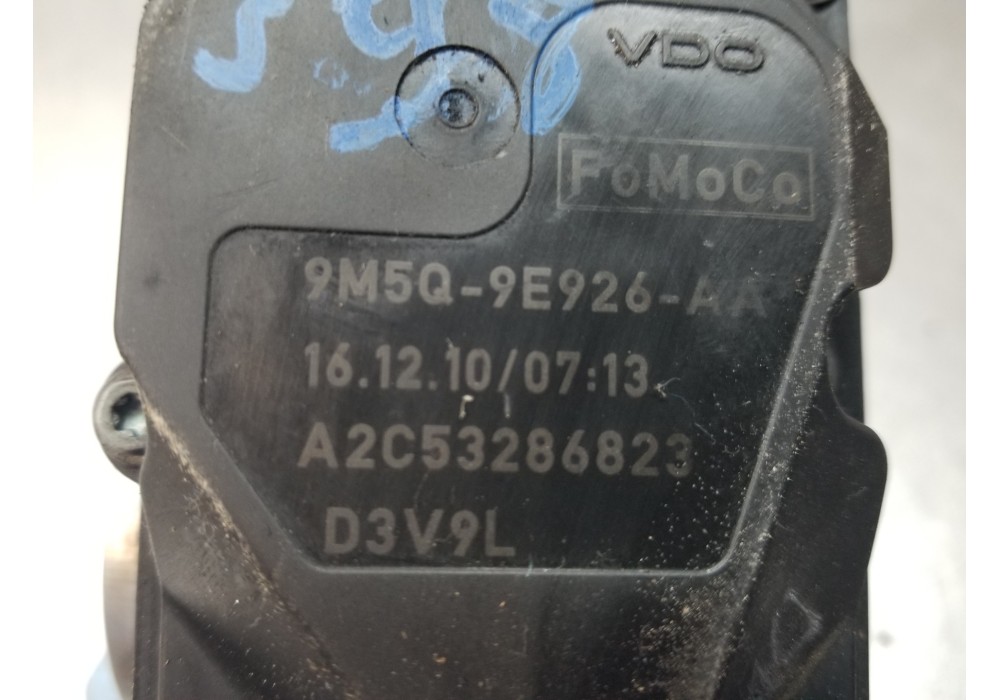 VDO
FoMoCo
9M5Q-9E926-AA
16.12.10/07:13
A2C53286823
D3V9L